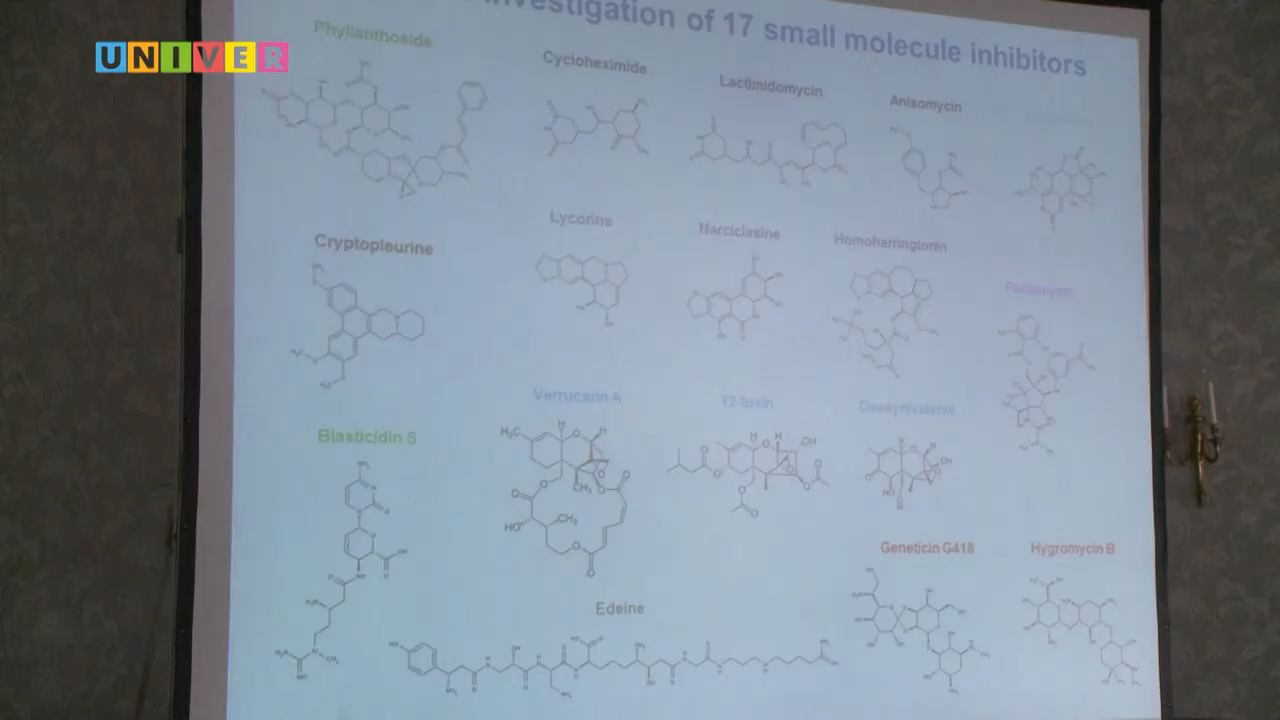 UNIVER
investigation of 17 small molecule inhibitors
Phyllanthoside
Cycloheximide
Lactimidomycin
Anisomycin
Cryptopleurine
Lycorine
Narciclasine
Homoharringtonin
Pactamycin
Blasticidin S
Verrucarin A
T2-toxin
Deoxynivalenol
Geneticin G418
Hygromycin B
Edeine